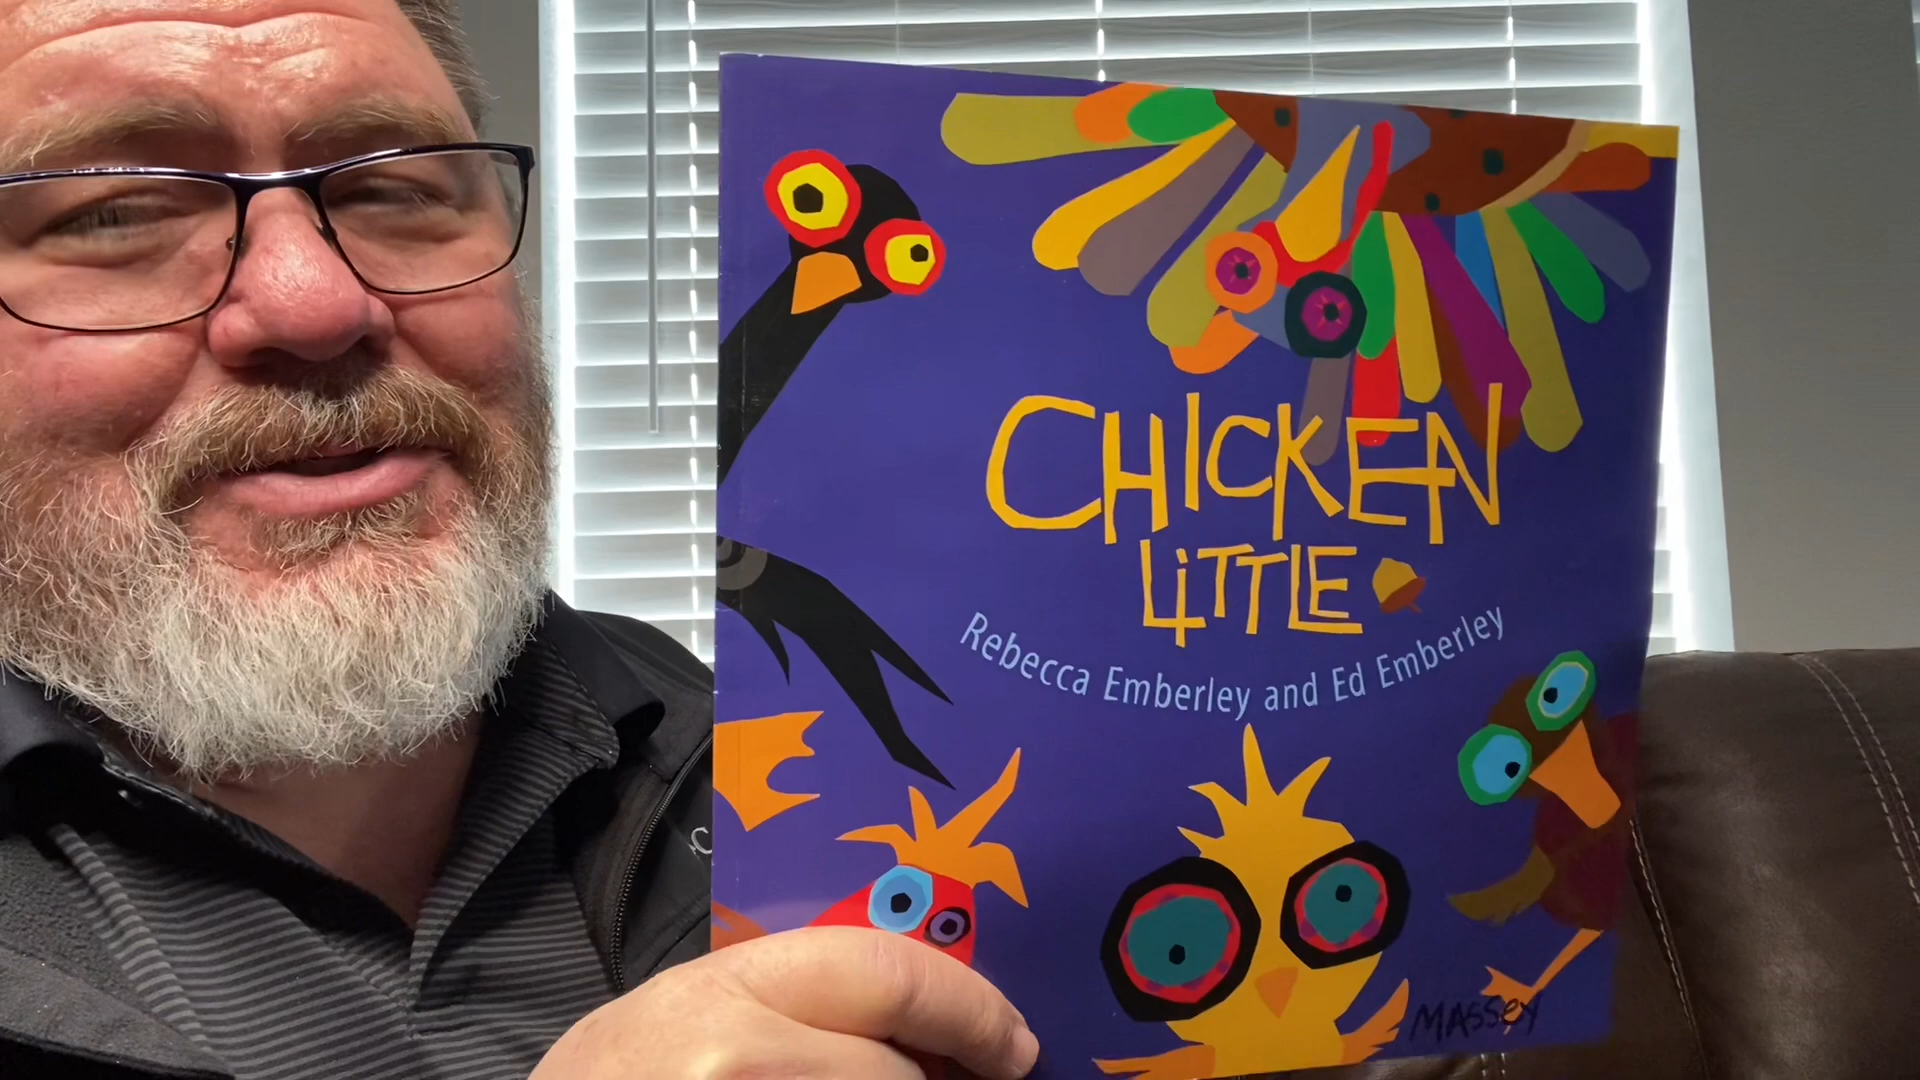 CHICKEN
LiTTLE
Rebecca Emberley and Ed Emberley
MASSEY